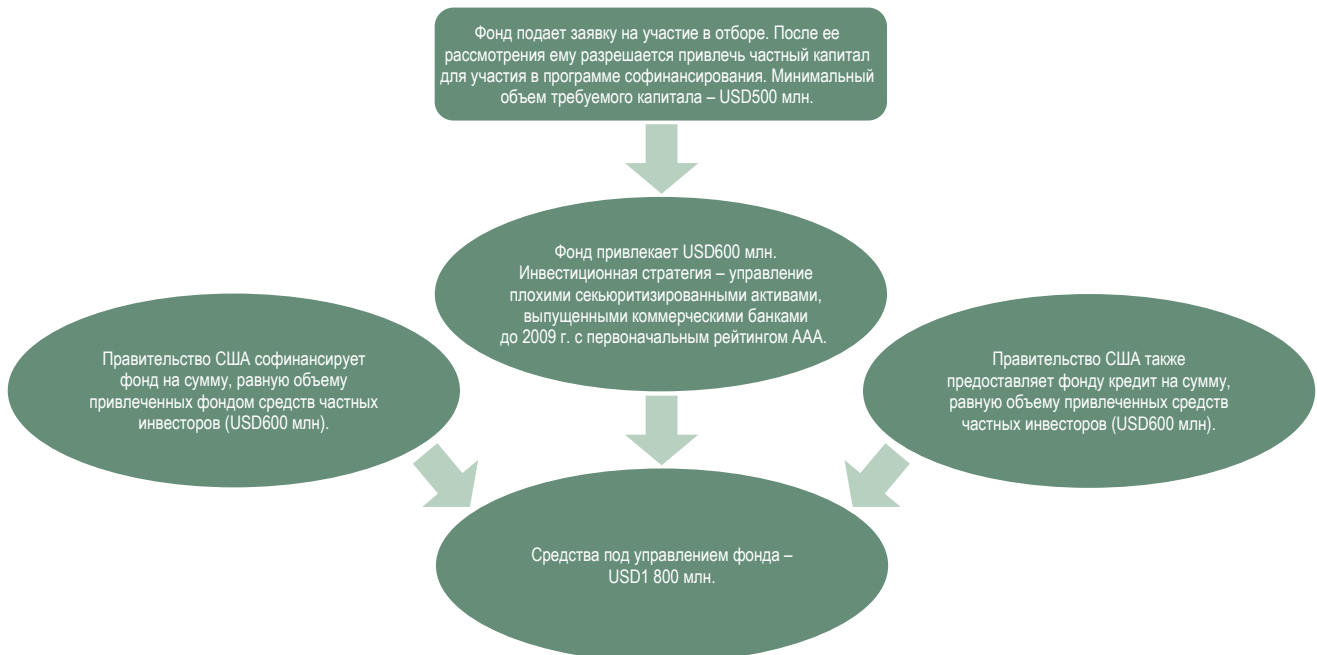 Фонд подает заявку на участие в отборе. После ее
рассмотрения ему разрешается привлечь частный капитал
для участия в программе софинансирования. Минимальный
объем требуемого капитала – USD500 млн.
Фонд привлекает USD600 млн.
Инвестиционная стратегия – управление
плохими секьюритизированными активами,
выпущенными коммерческими банками
до 2009 г. с первоначальным рейтингом ААА.
Правительство США софинансирует
фонд на сумму, равную объему
привлеченных фондом средств частных
инвесторов (USD600 млн).
Правительство США также
предоставляет фонду кредит на сумму,
равную объему привлеченных средств
частных инвесторов (USD600 млн).
Средства под управлением фонда –
USD1 800 млн.